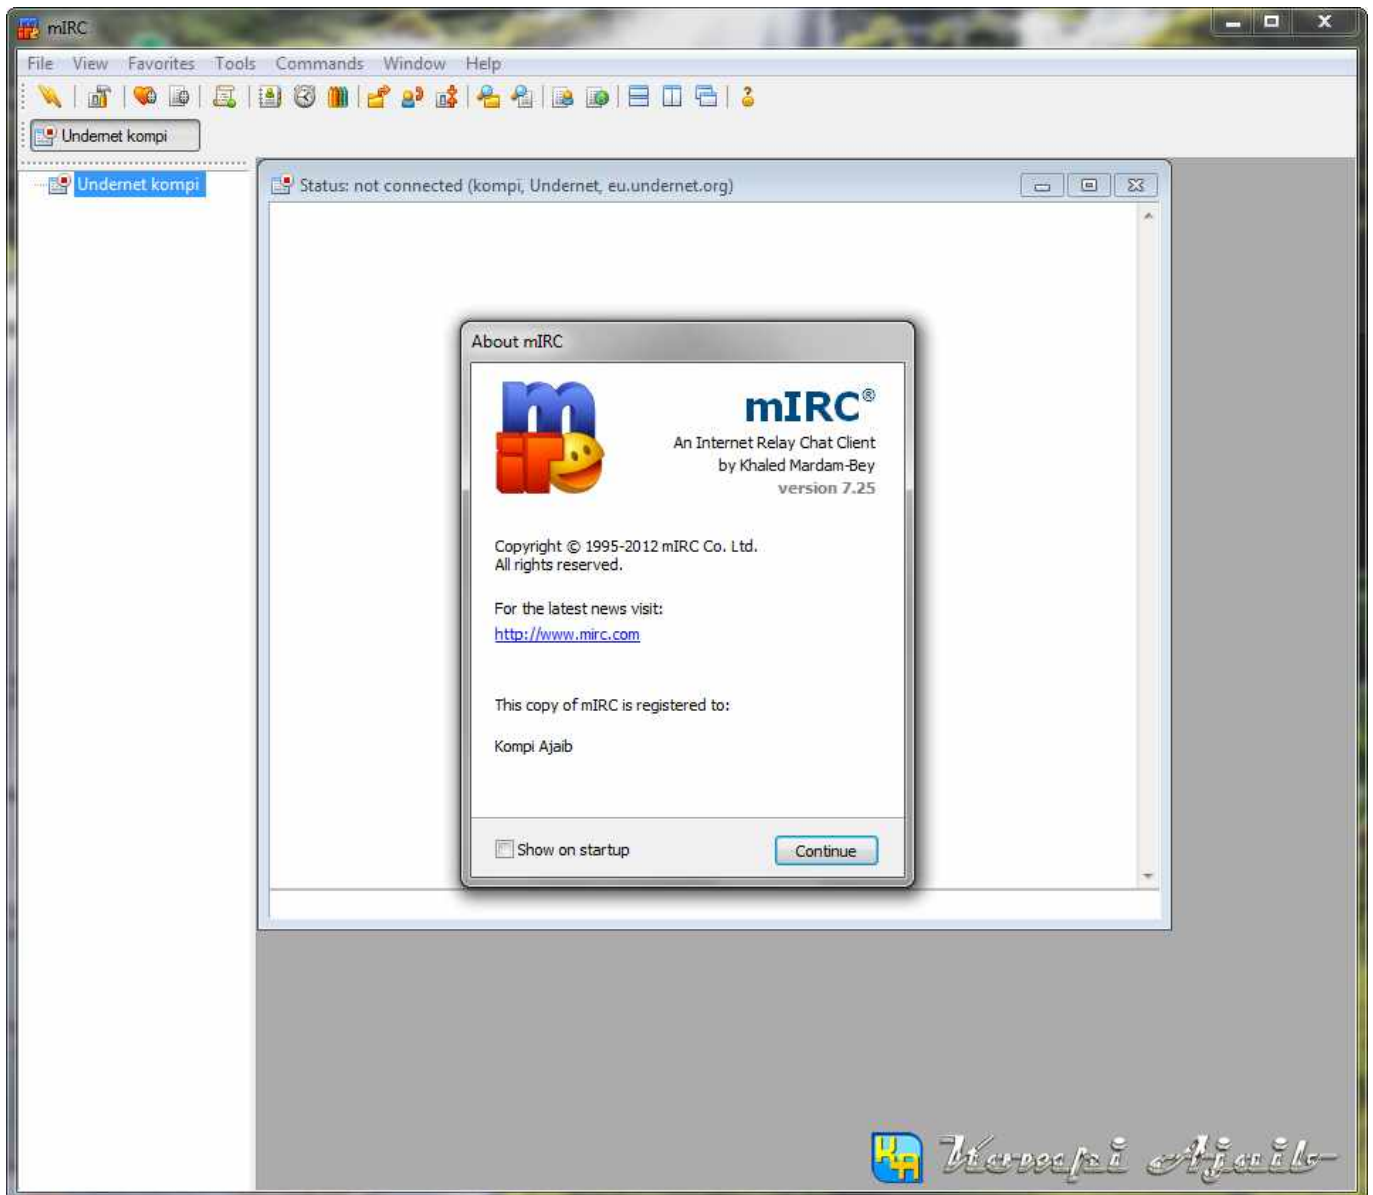 mIRC
File View Favorites Tools Commands Window Help
Undernet kompi
Undernet kompi
Status: not connected (kompi, Undernet, eu.undernet.org)
About mIRC
mIRC®
An Internet Relay Chat Client
by Khaled Mardam-Bey
version 7.25
Copyright © 1995-2012 mIRC Co. Ltd.
All rights reserved.
For the latest news visit:
http://www.mirc.com
This copy of mIRC is registered to:
Kompi Ajaib
Show on startup
Continue
KA Kompi Ajaib